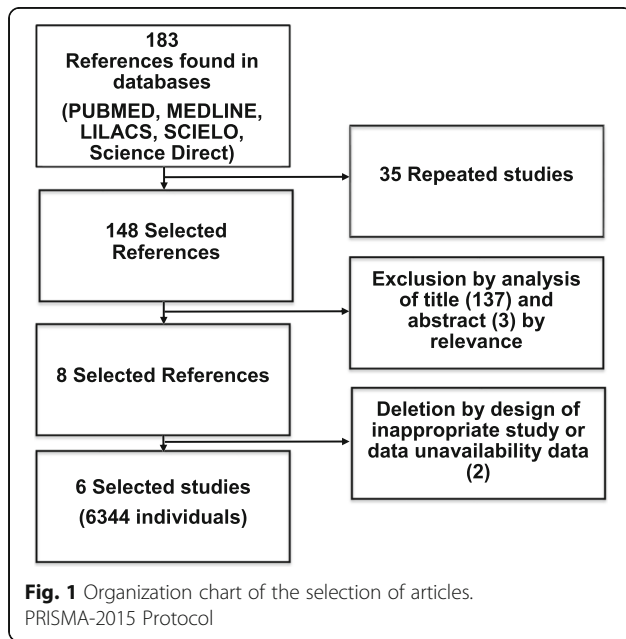 183
References found in
databases
(PUBMED, MEDLINE,
LILACS, SCIELO,
Science Direct)
35 Repeated studies
148 Selected
References
Exclusion by analysis
of title (137) and
abstract (3) by
relevance
8 Selected References
Deletion by design of
inappropriate study or
data unavailability data
(2)
6 Selected studies
(6344 individuals)
Fig. 1 Organization chart of the selection of articles.
PRISMA-2015 Protocol